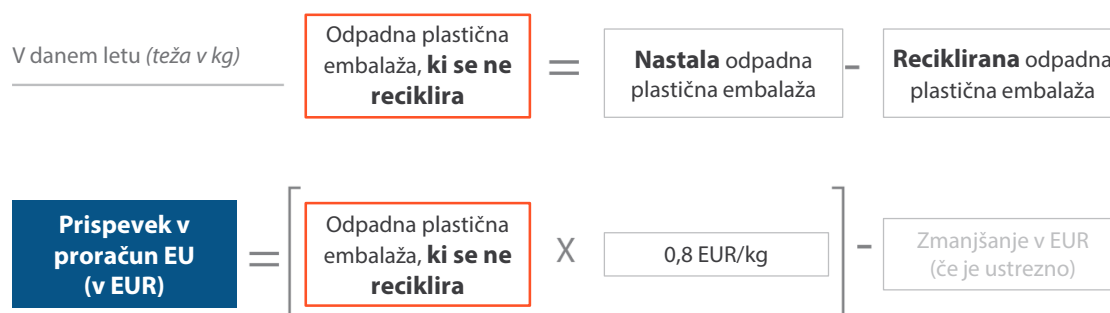 V danem letu (teža v kg)
Odpadna plastična
embalaža, ki se ne
reciklira
=
Nastala odpadna
plastična embalaža
-
Reciklirana odpadna
plastična embalaža
Prispevek v
proračun EU
(v EUR)
=
[
Odpadna plastična
embalaža, ki se ne
reciklira
X
0,8 EUR/kg
]
-
Zmanjšanje v EUR
(če je ustrezno)